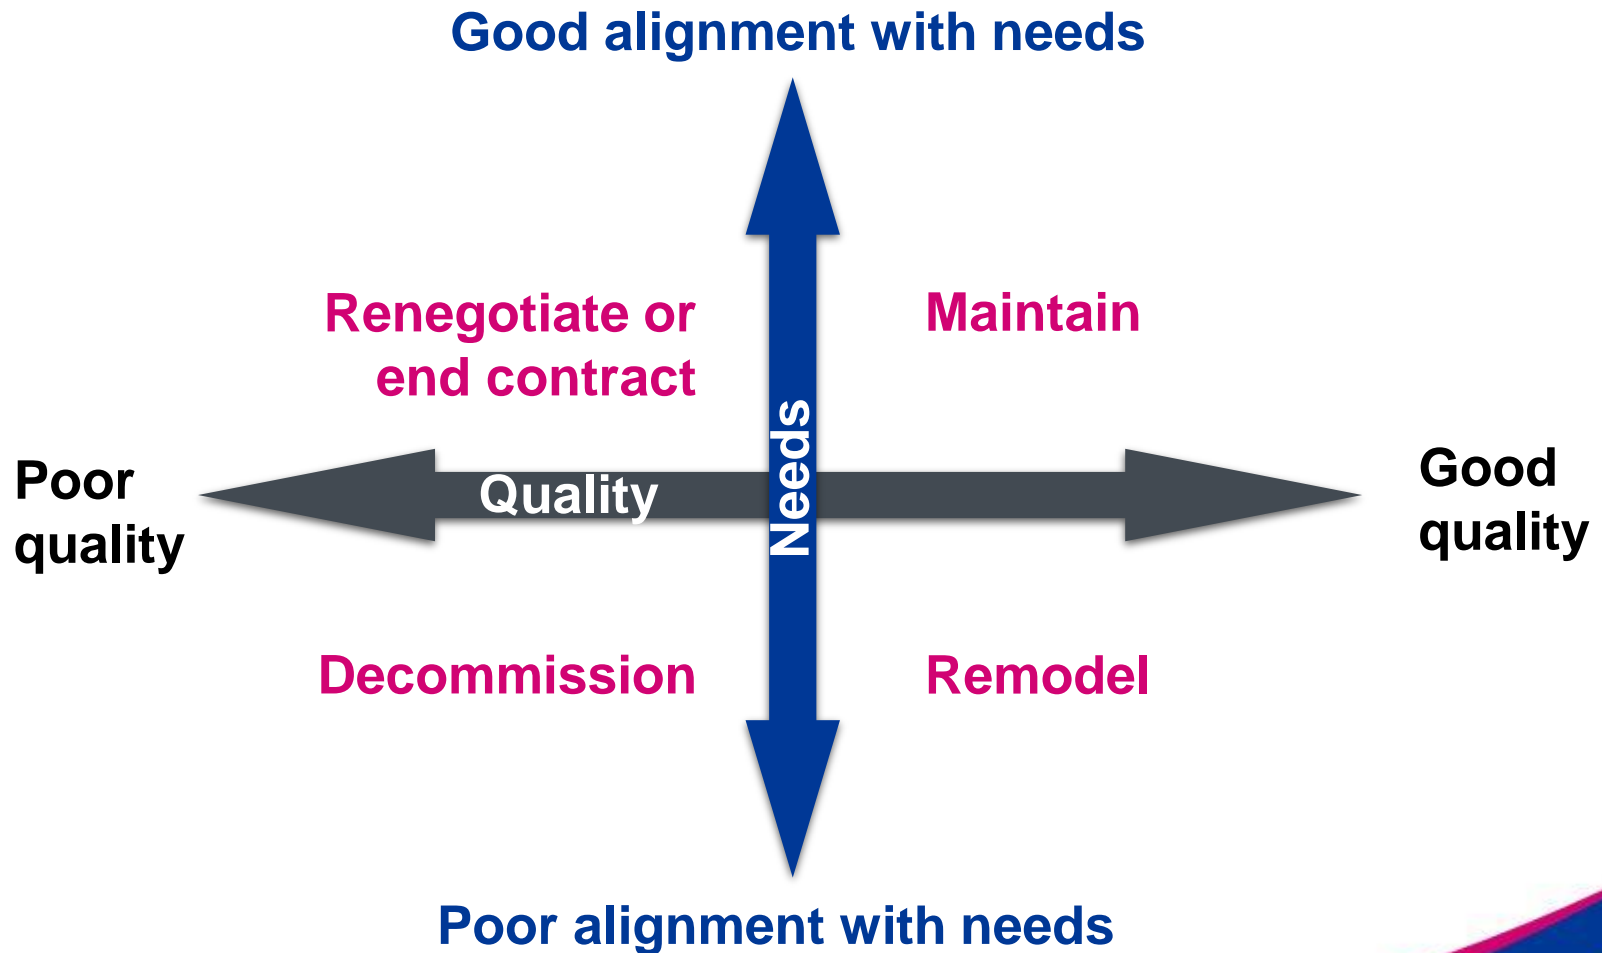 Good alignment with needs
Renegotiate or
end contract
Maintain
Needs
Poor
quality
Quality
Good
quality
Decommission
Remodel
Poor alignment with needs